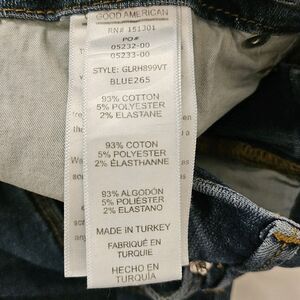 GOOD AMERICAN
RN# 151301
PO#
05232-00
05233-00
STYLE: GLRH899VT
BLUE265
93% COTTON
5% POLYESTER
2% ELASTANE
93% COTON
5% POLYESTER
2% ÉLASTHANNE
93% ALGODÓN
5% POLIÉSTER
2% ELASTANO
MADE IN TURKEY
FABRIQUÉ EN
TURQUIE
HECHO EN
TURQUÍA